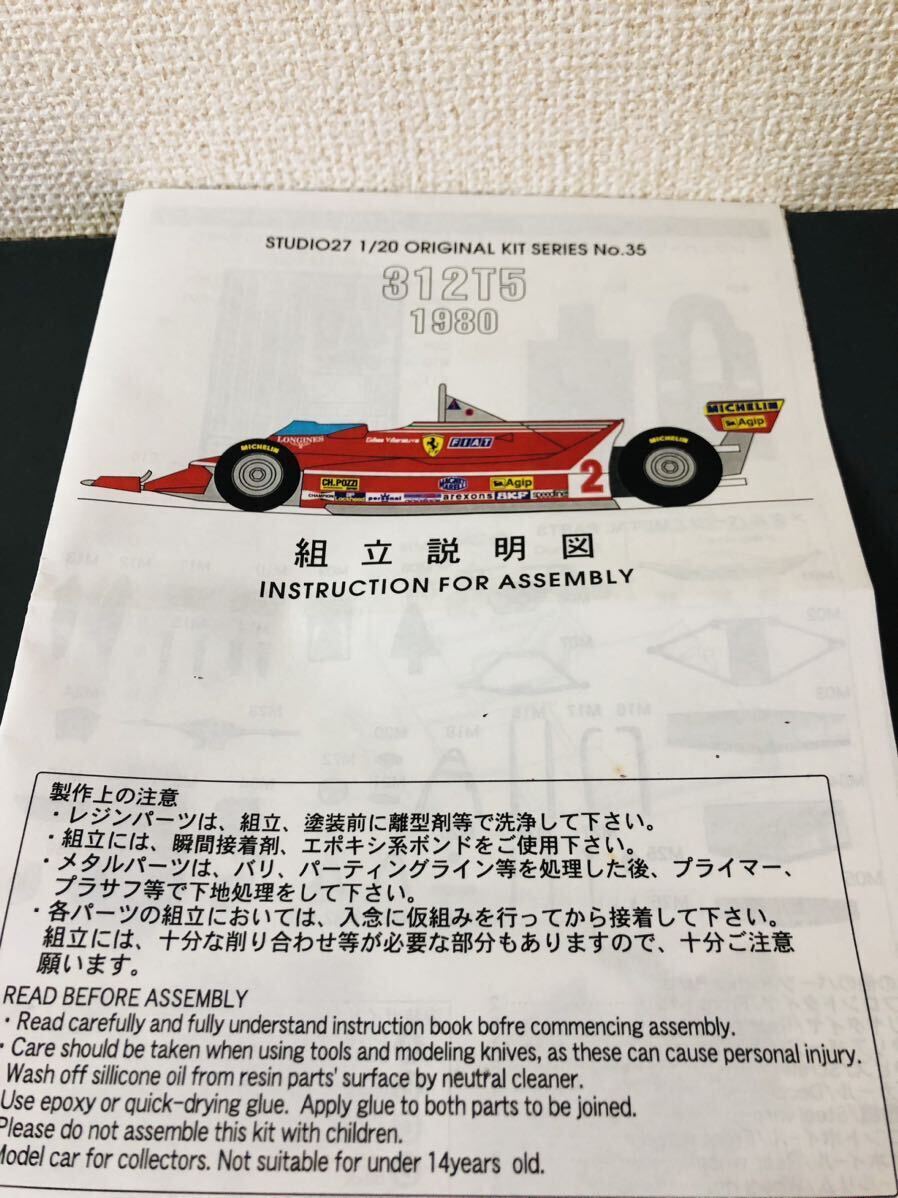 STUDIO27 1/20 ORIGINAL KIT SERIES No.35
312T5
1980
MICHELIN
Agip
LONGINES
MICHELIN
Gilles Villeneuve
FIAT
MICHELIN
CH.POZZI
MAGNETI MARELLI
Agip
2
CHAMPION
Lockheed
arexons
SKF
speedline
組立説明図
INSTRUCTION FOR ASSEMBLY
製作上の注意
・レジンパーツは、組立、塗装前に離型剤等で洗浄して下さい。
・組立には、瞬間接着剤、エポキシ系ボンドをご使用下さい。
・メタルパーツは、バリ、パーティングライン等を処理した後、プライマー、
プラサフ等で下地処理をして下さい。
・各パーツの組立においては、入念に仮組みを行ってから接着して下さい。
組立には、十分な削り合わせ等が必要な部分もありますので、十分ご注意
願います。
READ BEFORE ASSEMBLY
・Read carefully and fully understand instruction book bofre commencing assembly.
・Care should be taken when using tools and modeling knives, as these can cause personal injury.
Wash off sillicone oil from resin parts' surface by neutral cleaner.
Use epoxy or quick-drying glue. Apply glue to both parts to be joined.
Please do not assemble this kit with children.
Model car for collectors. Not suitable for under 14years old.